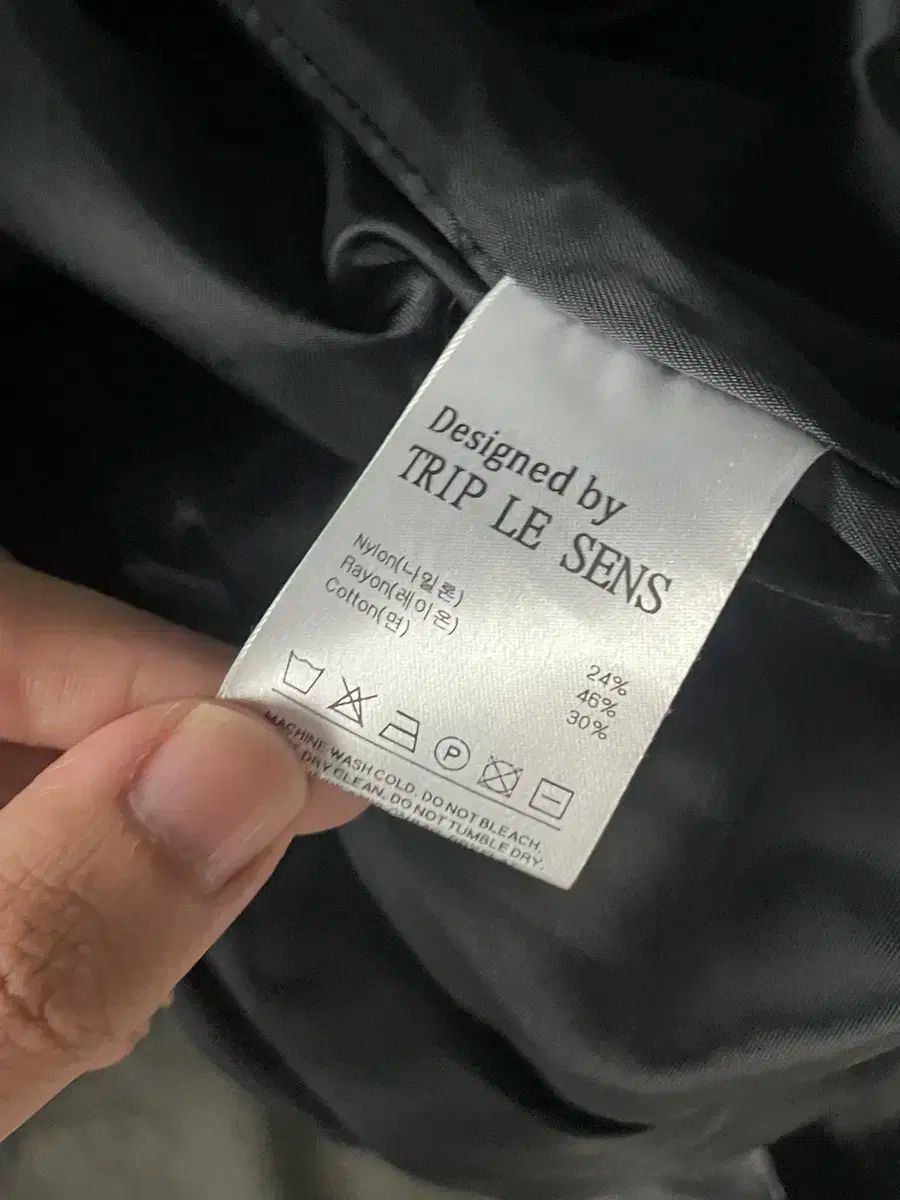 Designed by
TRIP LE SENS
Nylon(니일론) 24%
Rayon(레이온) 46%
Cotton(면) 30%
P
MACHINE WASH COLD. DO NOT BLEACH.
DRY CLEAN. DO NOT TUMBLE DRY.